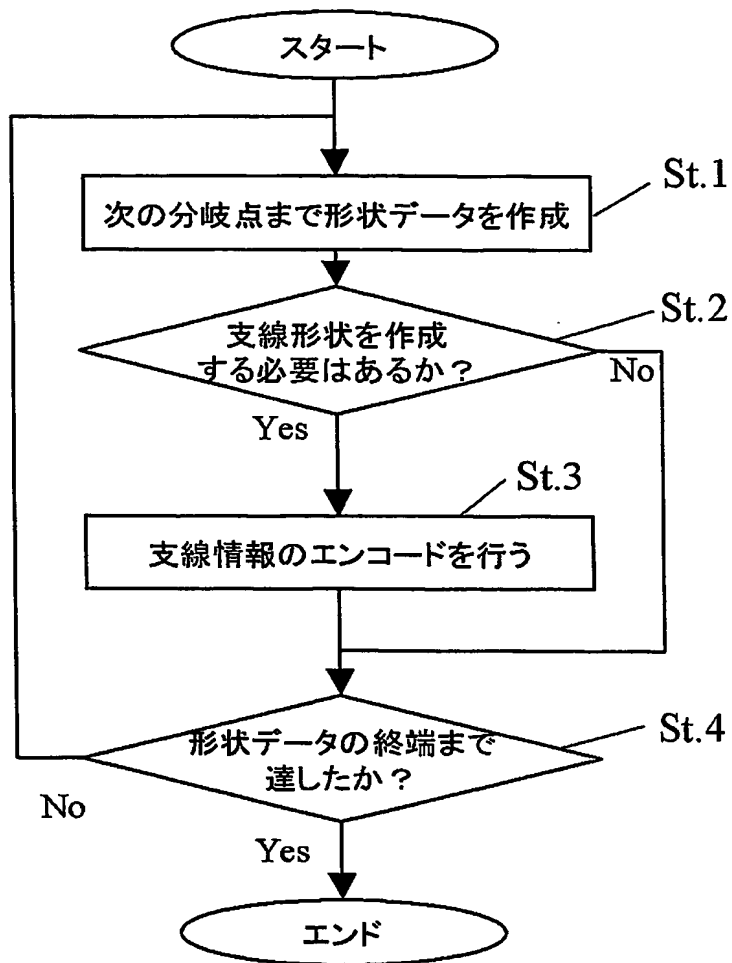 スタート
St.1
次の分岐点まで形状データを作成
St.2
支線形状を作成
する必要はあるか？
No
Yes
St.3
支線情報のエンコードを行う
St.4
形状データの終端まで
達したか？
No
Yes
エンド